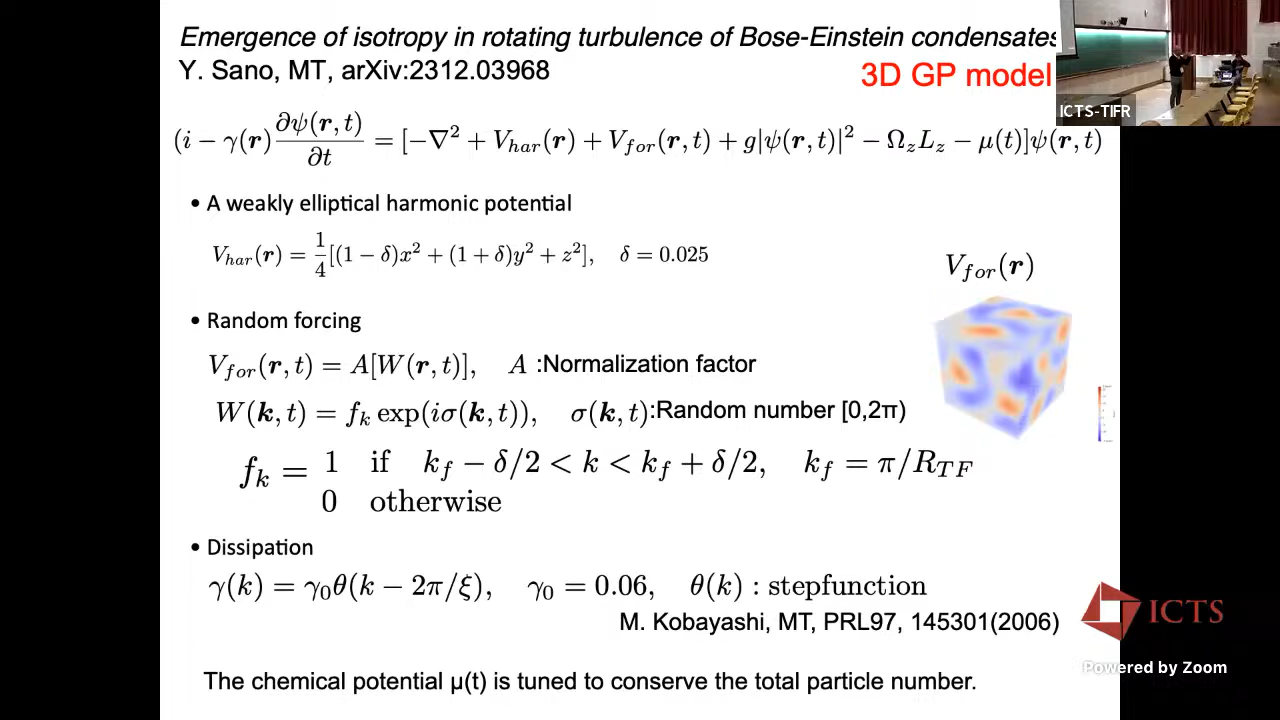 Emergence of isotropy in rotating turbulence of Bose-Einstein condensates
Y. Sano, MT, arXiv:2312.03968
3D GP model
ICTS-TIFR
(i − γ(r)∂ψ(r, t)/∂t = [−∇² + V_har(r) + V_for(r, t) + g|ψ(r, t)|² − Ω_z L_z − μ(t)]ψ(r, t)
• A weakly elliptical harmonic potential
V_har(r) = 1/4[(1 − δ)x² + (1 + δ)y² + z²], δ = 0.025
V_for(r)
• Random forcing
V_for(r, t) = A[W(r, t)], A :Normalization factor
W(k, t) = f_k exp(iσ(k, t)), σ(k, t):Random number [0,2π)
f_k = 1 if k_f − δ/2 < k < k_f + δ/2, k_f = π/R_TF
0 otherwise
• Dissipation
γ(k) = γ₀θ(k − 2π/ξ), γ₀ = 0.06, θ(k) : stepfunction
M. Kobayashi, MT, PRL97, 145301(2006)
ICTS
Powered by Zoom
The chemical potential μ(t) is tuned to conserve the total particle number.